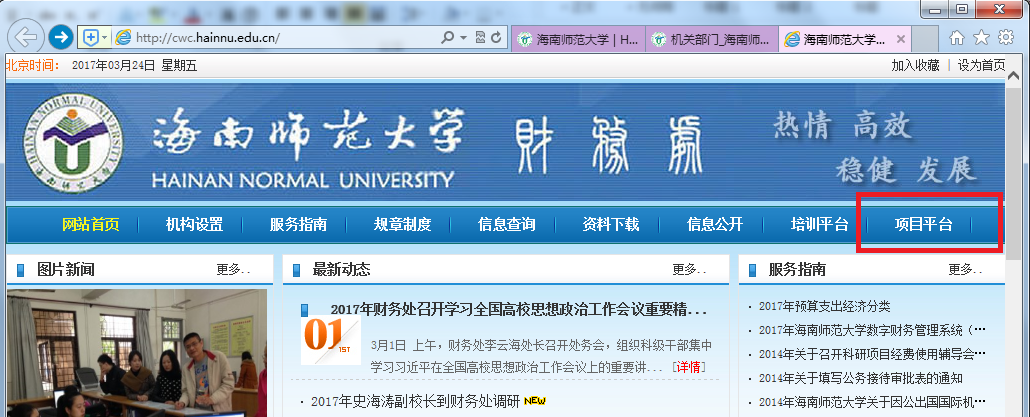 http://cwc.hainnu.edu.cn/
海南师范大学 | H...
机关部门_海南师...
海南师范大学...
北京时间： 2017年03月24日 星期五
加入收藏 | 设为首页
HAINAN NORMAL UNIVERSITY
海南师范大学
海南师范大学 财务处
HAINAN NORMAL UNIVERSITY
热情 高效
稳健 发展
网站首页 机构设置 服务指南 规章制度 信息查询 资料下载 信息公开 培训平台 项目平台
图片新闻 更多..
最新动态 更多..
服务指南
2017年财务处召开学习全国高校思想政治工作会议重要精...
01 1ST
3月1日 上午，财务处李云海处长召开处务会，组织科级干部集中
学习习近平在全国高校思想政治工作会议上的重要讲... [详情]
· 2017年史海涛副校长到财务处调研 NEW
· 2017年预算支出经济分类
· 2017年海南师范大学数字财务管理系统（…
· 2014年关于召开科研项目经费使用辅导会…
· 2014年关于填写公务接待审批表的通知
· 2014年海南师范大学关于因公出国国际机…